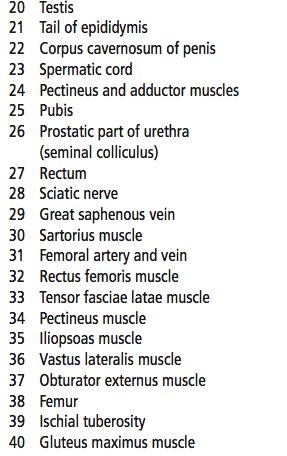 20 Testis
21 Tail of epididymis
22 Corpus cavernosum of penis
23 Spermatic cord
24 Pectineus and adductor muscles
25 Pubis
26 Prostatic part of urethra
(seminal colliculus)
27 Rectum
28 Sciatic nerve
29 Great saphenous vein
30 Sartorius muscle
31 Femoral artery and vein
32 Rectus femoris muscle
33 Tensor fasciae latae muscle
34 Pectineus muscle
35 Iliopsoas muscle
36 Vastus lateralis muscle
37 Obturator externus muscle
38 Femur
39 Ischial tuberosity
40 Gluteus maximus muscle